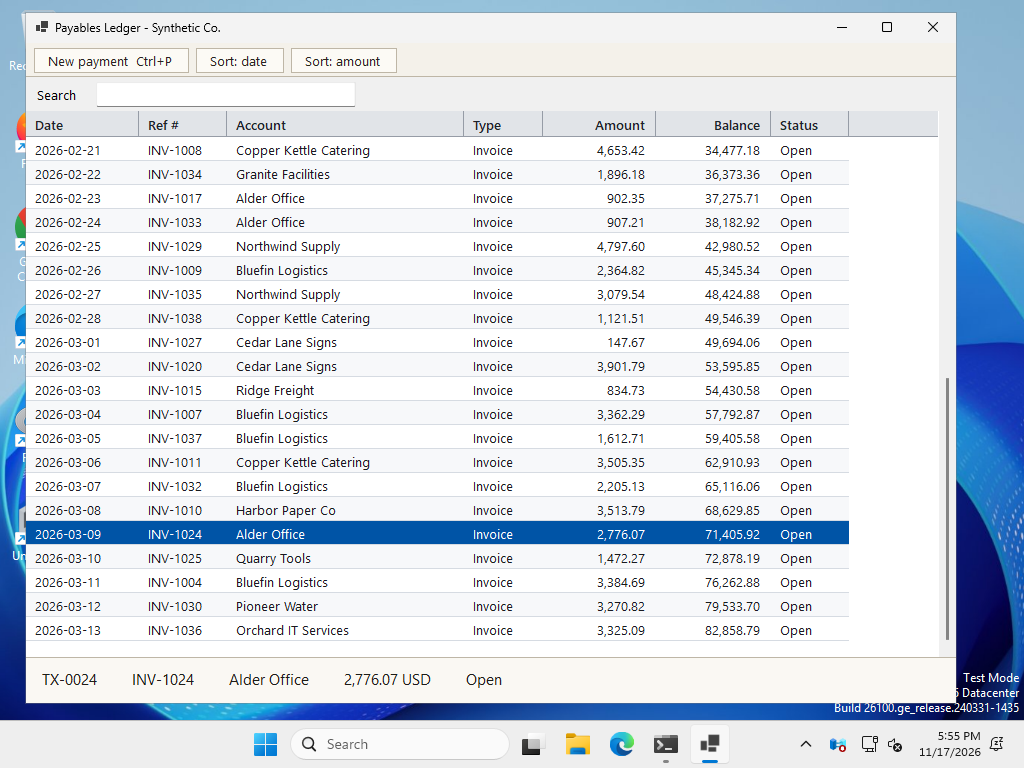 Payables Ledger - Synthetic Co.
New payment Ctrl+P Sort: date Sort: amount
Search
Date Ref # Account Type Amount Balance Status
2026-02-21 INV-1008 Copper Kettle Catering Invoice 4,653.42 34,477.18 Open
2026-02-22 INV-1034 Granite Facilities Invoice 1,896.18 36,373.36 Open
2026-02-23 INV-1017 Alder Office Invoice 902.35 37,275.71 Open
2026-02-24 INV-1033 Alder Office Invoice 907.21 38,182.92 Open
2026-02-25 INV-1029 Northwind Supply Invoice 4,797.60 42,980.52 Open
2026-02-26 INV-1009 Bluefin Logistics Invoice 2,364.82 45,345.34 Open
2026-02-27 INV-1035 Northwind Supply Invoice 3,079.54 48,424.88 Open
2026-02-28 INV-1038 Copper Kettle Catering Invoice 1,121.51 49,546.39 Open
2026-03-01 INV-1027 Cedar Lane Signs Invoice 147.67 49,694.06 Open
2026-03-02 INV-1020 Cedar Lane Signs Invoice 3,901.79 53,595.85 Open
2026-03-03 INV-1015 Ridge Freight Invoice 834.73 54,430.58 Open
2026-03-04 INV-1007 Bluefin Logistics Invoice 3,362.29 57,792.87 Open
2026-03-05 INV-1037 Bluefin Logistics Invoice 1,612.71 59,405.58 Open
2026-03-06 INV-1011 Copper Kettle Catering Invoice 3,505.35 62,910.93 Open
2026-03-07 INV-1032 Bluefin Logistics Invoice 2,205.13 65,116.06 Open
2026-03-08 INV-1010 Harbor Paper Co Invoice 3,513.79 68,629.85 Open
2026-03-09 INV-1024 Alder Office Invoice 2,776.07 71,405.92 Open
2026-03-10 INV-1025 Quarry Tools Invoice 1,472.27 72,878.19 Open
2026-03-11 INV-1004 Bluefin Logistics Invoice 3,384.69 76,262.88 Open
2026-03-12 INV-1030 Pioneer Water Invoice 3,270.82 79,533.70 Open
2026-03-13 INV-1036 Orchard IT Services Invoice 3,325.09 82,858.79 Open
TX-0024 INV-1024 Alder Office 2,776.07 USD Open
Test Mode
Datacenter
Build 26100.ge_release.240331-1435
Search
5:55 PM
11/17/2026